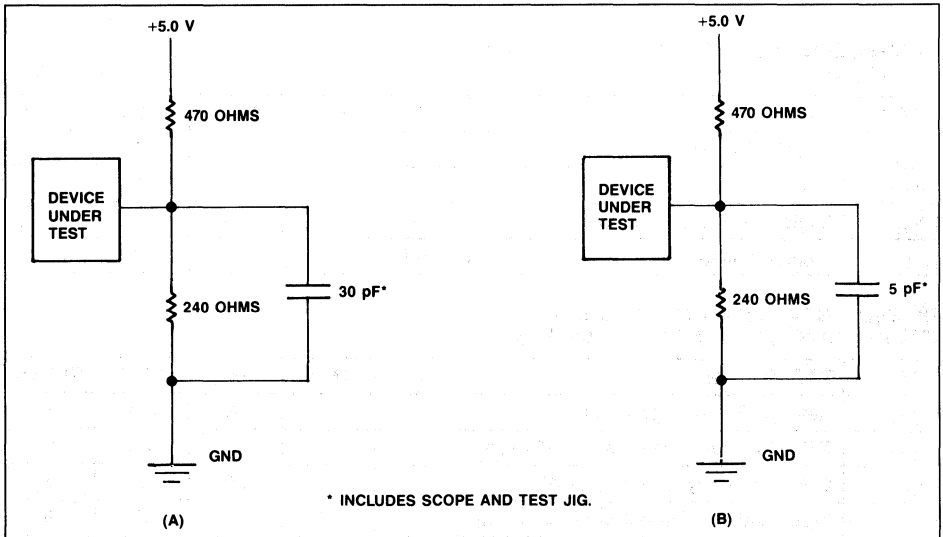 +5.0 V
470 OHMS
DEVICE
UNDER
TEST
240 OHMS
30 pF*
GND
(A)
+5.0 V
470 OHMS
DEVICE
UNDER
TEST
240 OHMS
5 pF*
GND
(B)
* INCLUDES SCOPE AND TEST JIG.